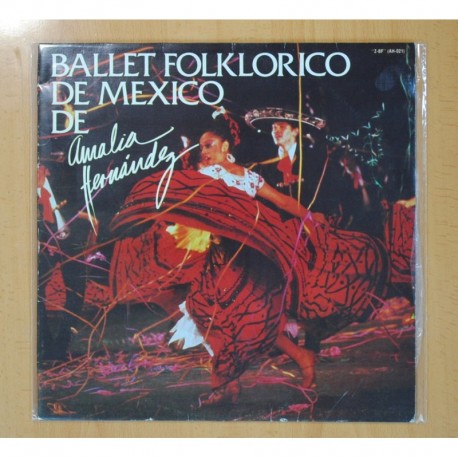 BALLET FOLKLORICO
DE MEXICO
DE
Amalia
Hernández